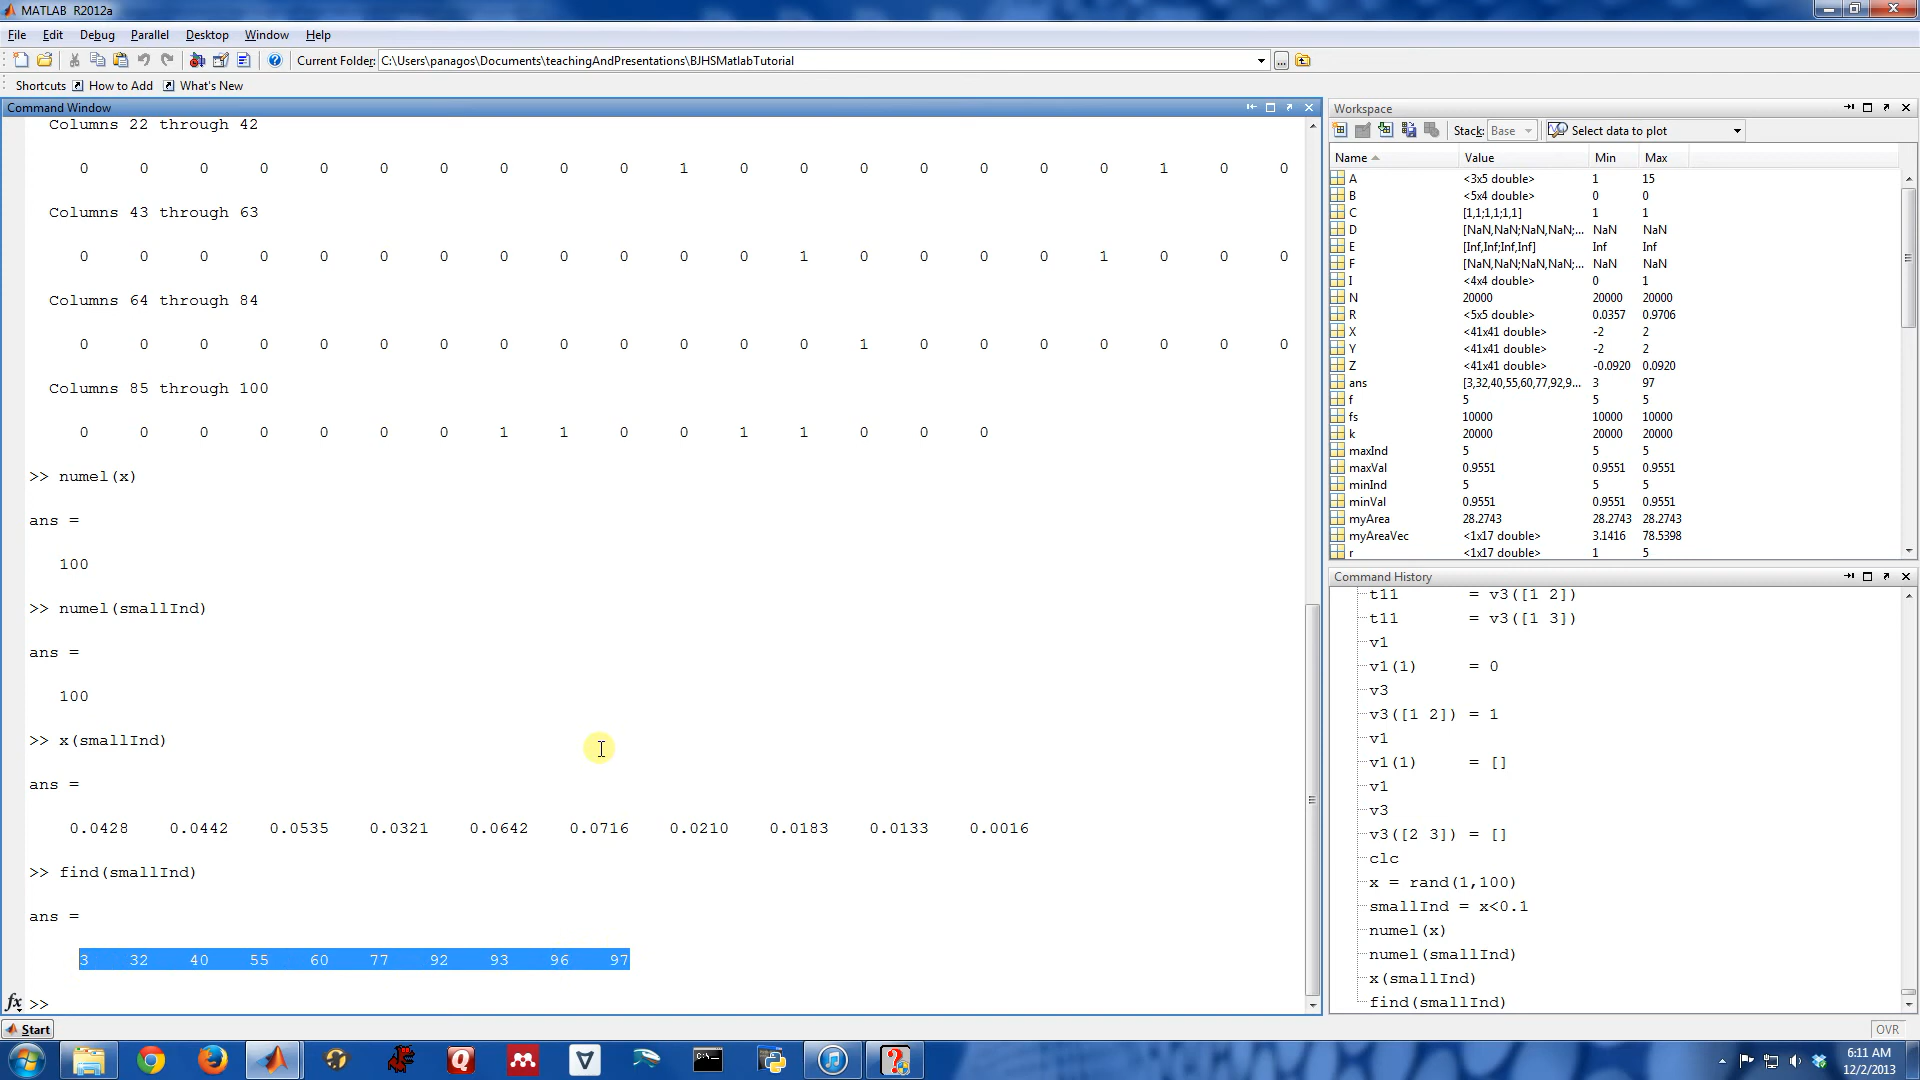 MATLAB R2012a
File Edit Debug Parallel Desktop Window Help
Current Folder: C:\Users\panagos\Documents\teachingAndPresentations\BJHSMatlabTutorial
Shortcuts How to Add What's New
Command Window
Columns 22 through 42
0 0 0 0 0 0 0 0 0 0 1 0 0 0 0 0 0 0 1 0 0
Columns 43 through 63
0 0 0 0 0 0 0 0 0 0 0 0 1 0 0 0 0 1 0 0 0
Columns 64 through 84
0 0 0 0 0 0 0 0 0 0 0 0 0 1 0 0 0 0 0 0 0
Columns 85 through 100
0 0 0 0 0 0 0 1 1 0 0 1 1 0 0 0
>> numel(x)
ans =
100
>> numel(smallInd)
ans =
100
>> x(smallInd)
ans =
0.0428 0.0442 0.0535 0.0321 0.0642 0.0716 0.0210 0.0183 0.0133 0.0016
>> find(smallInd)
ans =
3 32 40 55 60 77 92 93 96 97
fx >>
Workspace
Stack: Base Select data to plot
Name Value Min Max
A <3x5 double> 1 15
B <5x4 double> 0 0
C [1,1;1,1;1,1] 1 1
D [NaN,NaN;NaN,NaN;... NaN NaN
E [Inf,Inf;Inf,Inf] Inf Inf
F [NaN,NaN;NaN,NaN;... NaN NaN
I <4x4 double> 0 1
N 20000 20000 20000
R <5x5 double> 0.0357 0.9706
X <41x41 double> -2 2
Y <41x41 double> -2 2
Z <41x41 double> -0.0920 0.0920
ans [3,32,40,55,60,77,92,9... 3 97
f 5 5 5
fs 10000 10000 10000
k 20000 20000 20000
maxInd 5 5 5
maxVal 0.9551 0.9551 0.9551
minInd 5 5 5
minVal 0.9551 0.9551 0.9551
myArea 28.2743 28.2743 28.2743
myAreaVec <1x17 double> 3.1416 78.5398
r <1x17 double> 1 5
Command History
t11 = v3([1 2])
t11 = v3([1 3])
v1
v1(1) = 0
v3
v3([1 2]) = 1
v1
v1(1) = []
v1
v3
v3([2 3]) = []
clc
x = rand(1,100)
smallInd = x<0.1
numel(x)
numel(smallInd)
x(smallInd)
find(smallInd)
Start
OVR
6:11 AM
12/2/2013